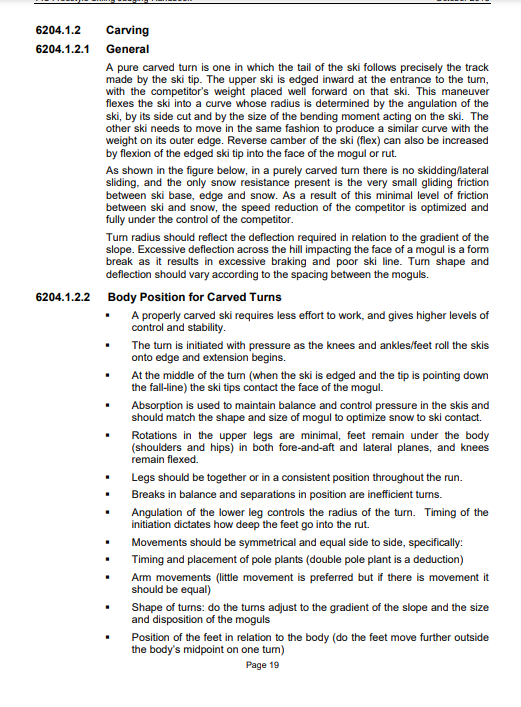 6204.1.2 Carving
6204.1.2.1 General
A pure carved turn is one in which the tail of the ski follows precisely the track
made by the ski tip. The upper ski is edged inward at the entrance to the turn,
with the competitor's weight placed well forward on that ski. This maneuver
flexes the ski into a curve whose radius is determined by the angulation of the
ski, by its side cut and by the size of the bending moment acting on the ski. The
other ski needs to move in the same fashion to produce a similar curve with the
weight on its outer edge. Reverse camber of the ski (flex) can also be increased
by flexion of the edged ski tip into the face of the mogul or rut.
As shown in the figure below, in a purely carved turn there is no skidding/lateral
sliding, and the only snow resistance present is the very small gliding friction
between ski base, edge and snow. As a result of this minimal level of friction
between ski and snow, the speed reduction of the competitor is optimized and
fully under the control of the competitor.
Turn radius should reflect the deflection required in relation to the gradient of the
slope. Excessive deflection across the hill impacting the face of a mogul is a form
break as it results in excessive braking and poor ski line. Turn shape and
deflection should vary according to the spacing between the moguls.
6204.1.2.2 Body Position for Carved Turns
▪ A properly carved ski requires less effort to work, and gives higher levels of
control and stability.
▪ The turn is initiated with pressure as the knees and ankles/feet roll the skis
onto edge and extension begins.
▪ At the middle of the turn (when the ski is edged and the tip is pointing down
the fall-line) the ski tips contact the face of the mogul.
▪ Absorption is used to maintain balance and control pressure in the skis and
should match the shape and size of mogul to optimize snow to ski contact.
▪ Rotations in the upper legs are minimal, feet remain under the body
(shoulders and hips) in both fore-and-aft and lateral planes, and knees
remain flexed.
▪ Legs should be together or in a consistent position throughout the run.
▪ Breaks in balance and separations in position are inefficient turns.
▪ Angulation of the lower leg controls the radius of the turn. Timing of the
initiation dictates how deep the feet go into the rut.
▪ Movements should be symmetrical and equal side to side, specifically:
▪ Timing and placement of pole plants (double pole plant is a deduction)
▪ Arm movements (little movement is preferred but if there is movement it
should be equal)
▪ Shape of turns: do the turns adjust to the gradient of the slope and the size
and disposition of the moguls
▪ Position of the feet in relation to the body (do the feet move further outside
the body's midpoint on one turn)
Page 19